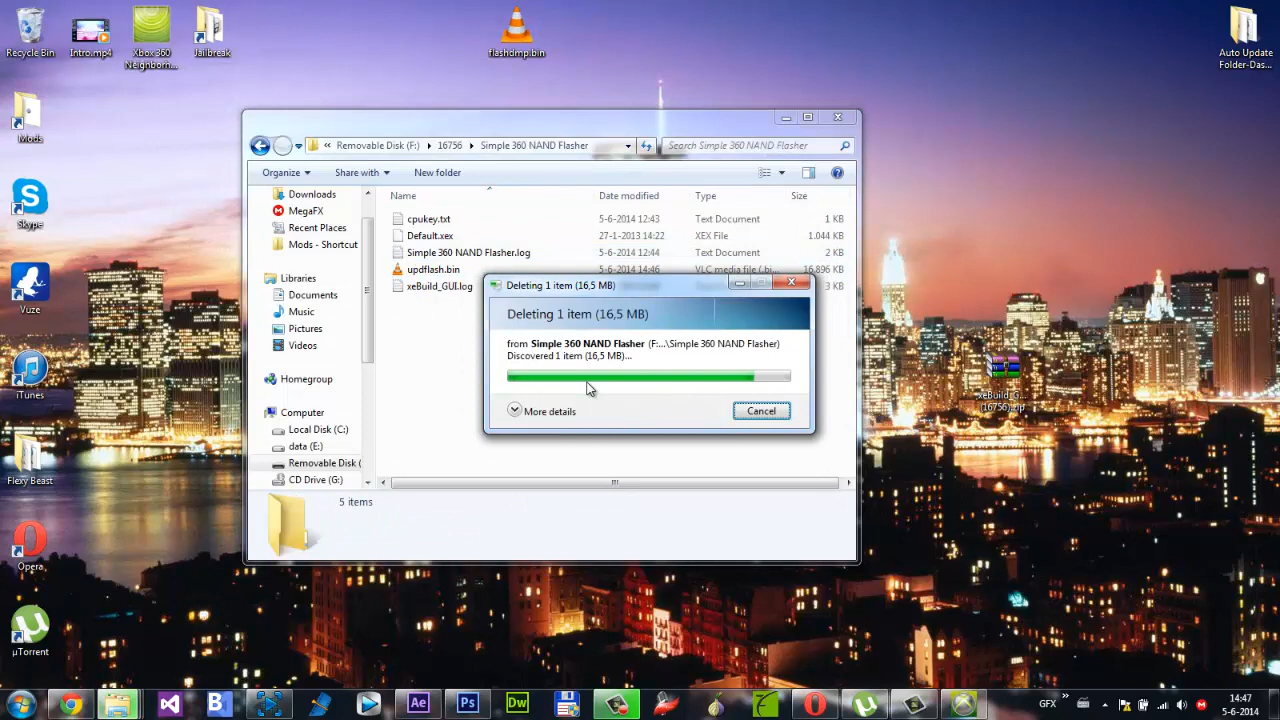 Recycle Bin
Intro.mp4
Xbox 360
Neighborh...
Jailbreak
flashdmp.bin
Auto Update
Folder-Das...
Mods
Skype
Vuze
iTunes
Flexy Beast
Opera
µTorrent
« Removable Disk (F:) 16756 Simple 360 NAND Flasher
Search Simple 360 NAND Flasher
Organize Share with New folder
Downloads
MegaFX
Recent Places
Mods - Shortcut
Libraries
Documents
Music
Pictures
Videos
Homegroup
Computer
Local Disk (C:)
data (E:)
Removable Disk (
CD Drive (G:)
Name Date modified Type Size
cpukey.txt 5-6-2014 12:43 Text Document 1 KB
Default.xex 27-1-2013 14:22 XEX File 1.044 KB
Simple 360 NAND Flasher.log 5-6-2014 12:44 Text Document 2 KB
updflash.bin 5-6-2014 14:46 VLC media file (.bi... 16.896 KB
xeBuild_GUI.log 3 KB
Deleting 1 item (16,5 MB)
Deleting 1 item (16,5 MB)
from Simple 360 NAND Flasher (F:...\Simple 360 NAND Flasher)
Discovered 1 item (16,5 MB)...
More details
Cancel
5 items
xeBuild_G...
(16756).zip
Ae
Ps
Dw
GFX
»
14:47
5-6-2014